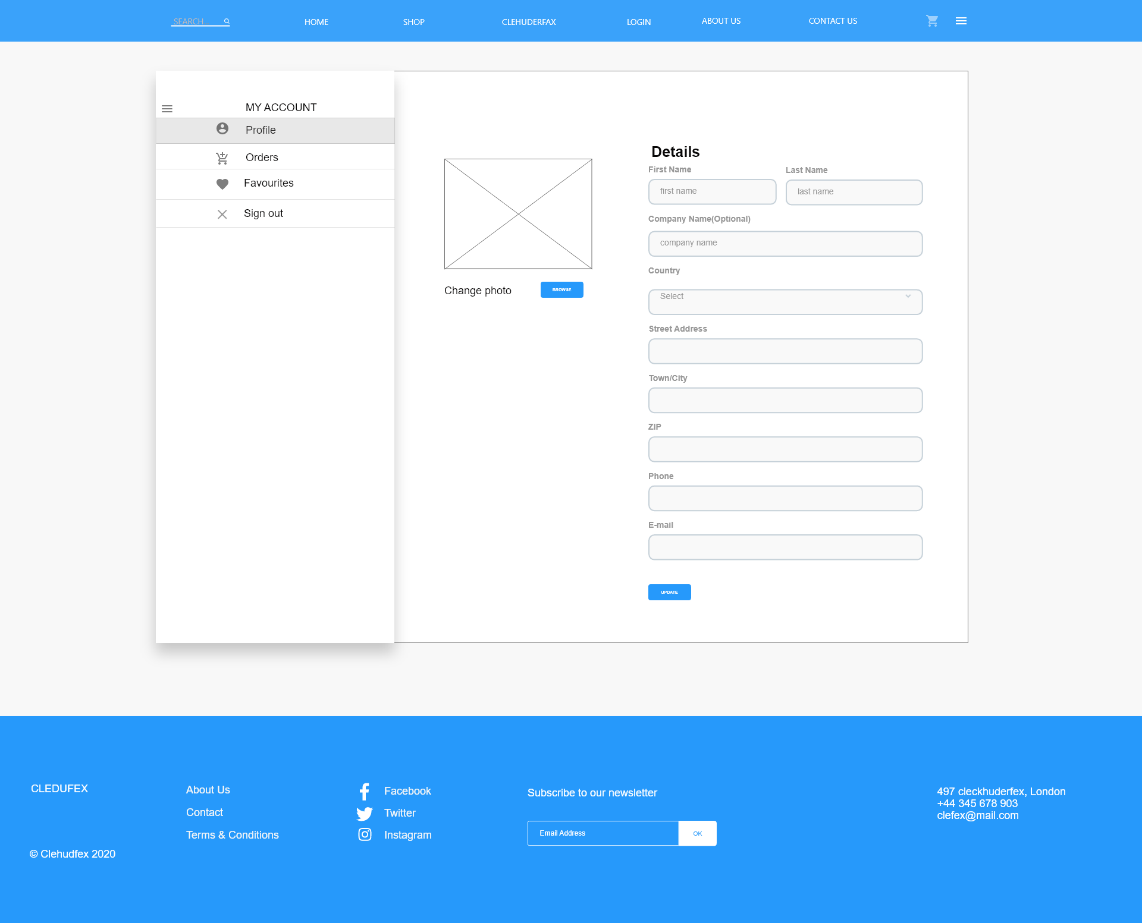 SEARCH...
HOME
SHOP
CLEHUDERFAX
LOGIN
ABOUT US
CONTACT US
MY ACCOUNT
Profile
Orders
Favourites
Sign out
Change photo
BROWSE
Details
First Name
Last Name
first name
last name
Company Name(Optional)
company name
Country
Select
Street Address
Town/City
ZIP
Phone
E-mail
UPDATE
CLEDUFEX
© Clehudfex 2020
About Us
Contact
Terms & Conditions
Facebook
Twitter
Instagram
Subscribe to our newsletter
Email Address
OK
497 cleckhuderfex, London
+44 345 678 903
clefex@mail.com